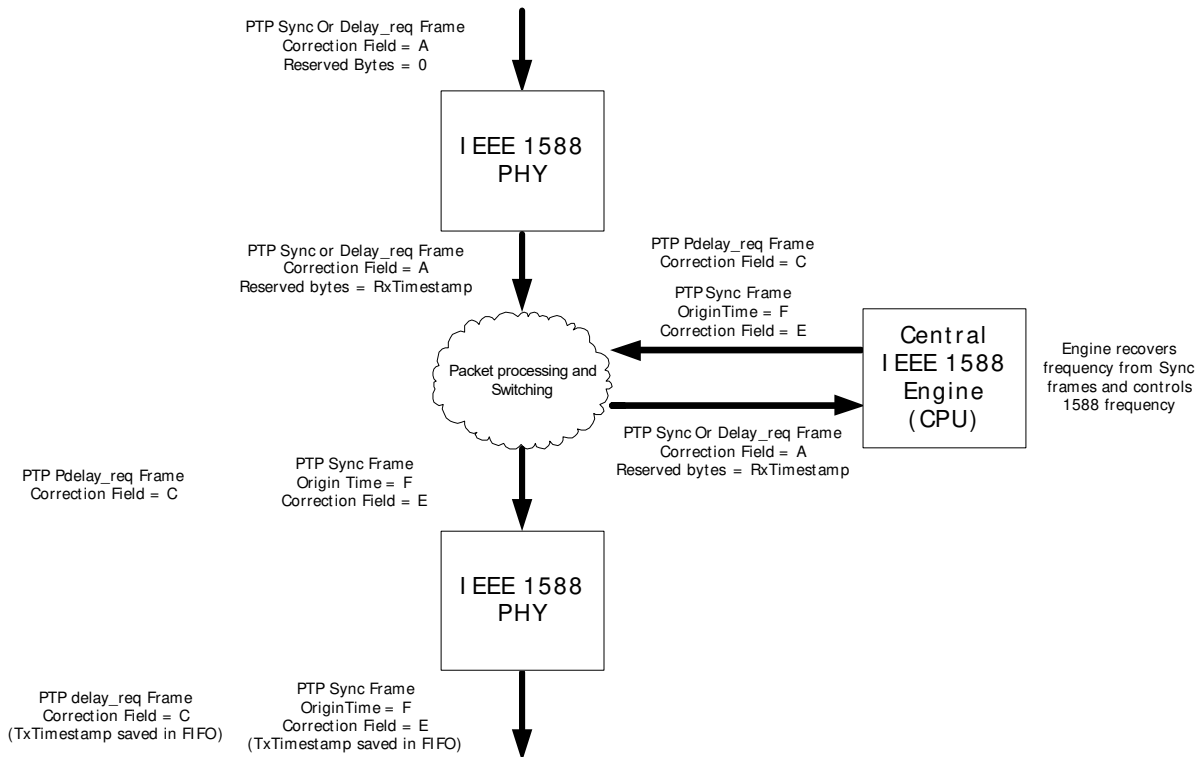 PTP Sync Or Delay_req Frame
Correction Field = A
Reserved Bytes = 0
IEEE 1588
PHY
PTP Sync or Delay_req Frame
Correction Field = A
Reserved bytes = RxTimestamp
PTP Pdelay_req Frame
Correction Field = C
PTP Sync Frame
OriginTime = F
Correction Field = E
Central
IEEE 1588
Engine
(CPU)
Engine recovers
frequency from Sync
frames and controls
1588 frequency
Packet processing and
Switching
PTP Sync Or Delay_req Frame
Correction Field = A
Reserved bytes = RxTimestamp
PTP Pdelay_req Frame
Correction Field = C
PTP Sync Frame
Origin Time = F
Correction Field = E
IEEE 1588
PHY
PTP delay_req Frame
Correction Field = C
(TxTimestamp saved in FIFO)
PTP Sync Frame
OriginTime = F
Correction Field = E
(TxTimestamp saved in FIFO)